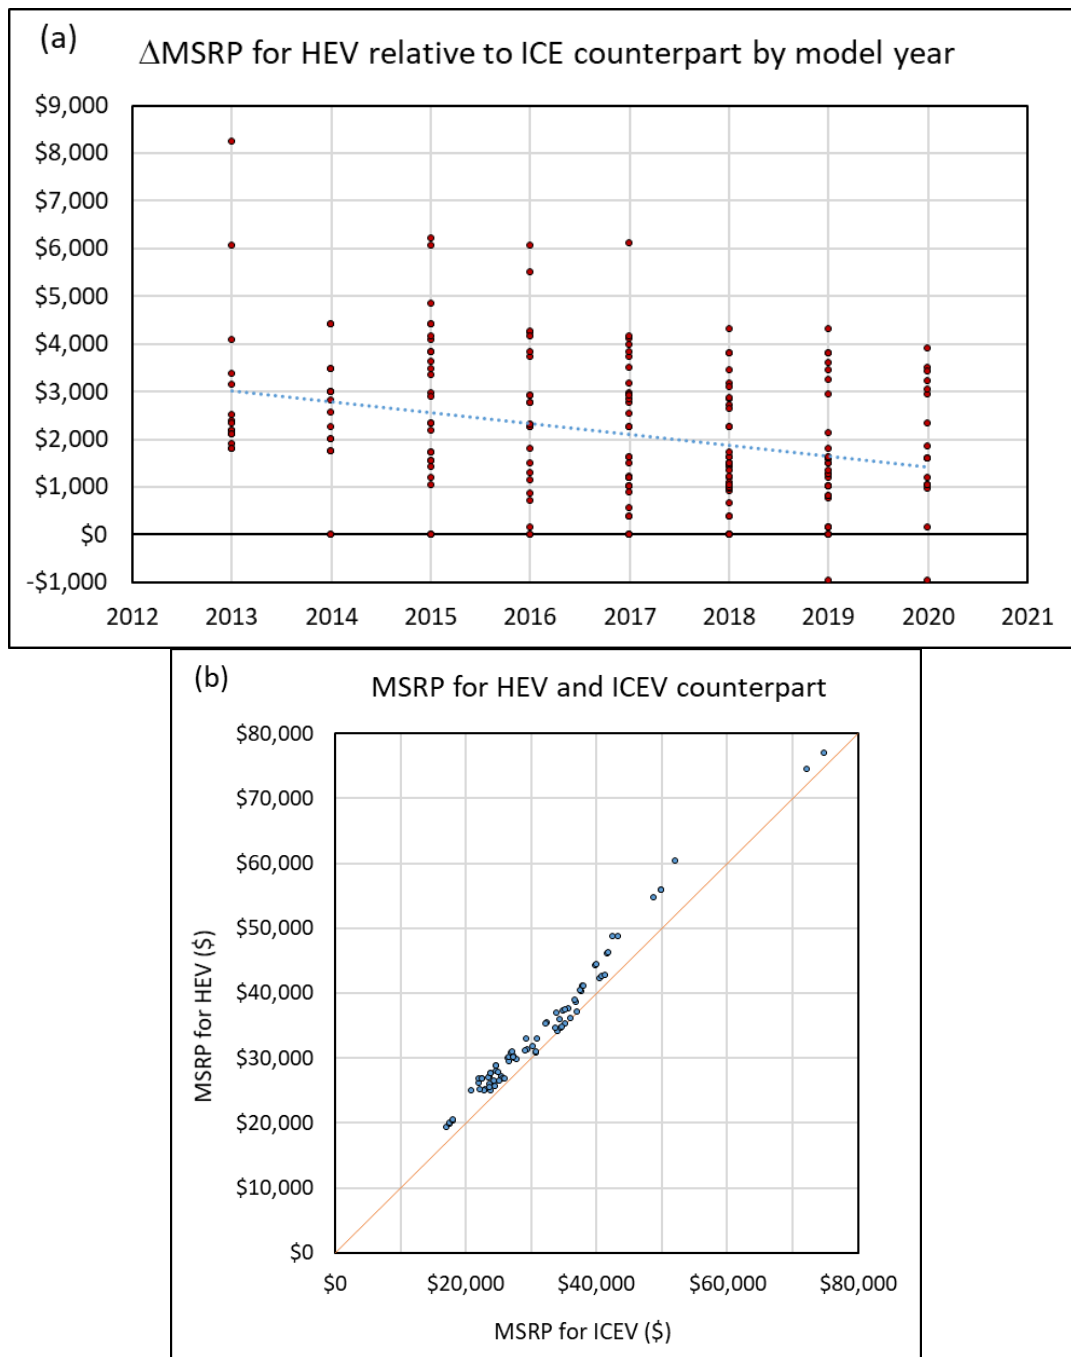 (a)
ΔMSRP for HEV relative to ICE counterpart by model year
$9,000
$8,000
$7,000
$6,000
$5,000
$4,000
$3,000
$2,000
$1,000
$0
-$1,000
2012 2013 2014 2015 2016 2017 2018 2019 2020 2021
(b)
MSRP for HEV and ICEV counterpart
MSRP for HEV ($)
$80,000
$70,000
$60,000
$50,000
$40,000
$30,000
$20,000
$10,000
$0
$0 $20,000 $40,000 $60,000 $80,000
MSRP for ICEV ($)